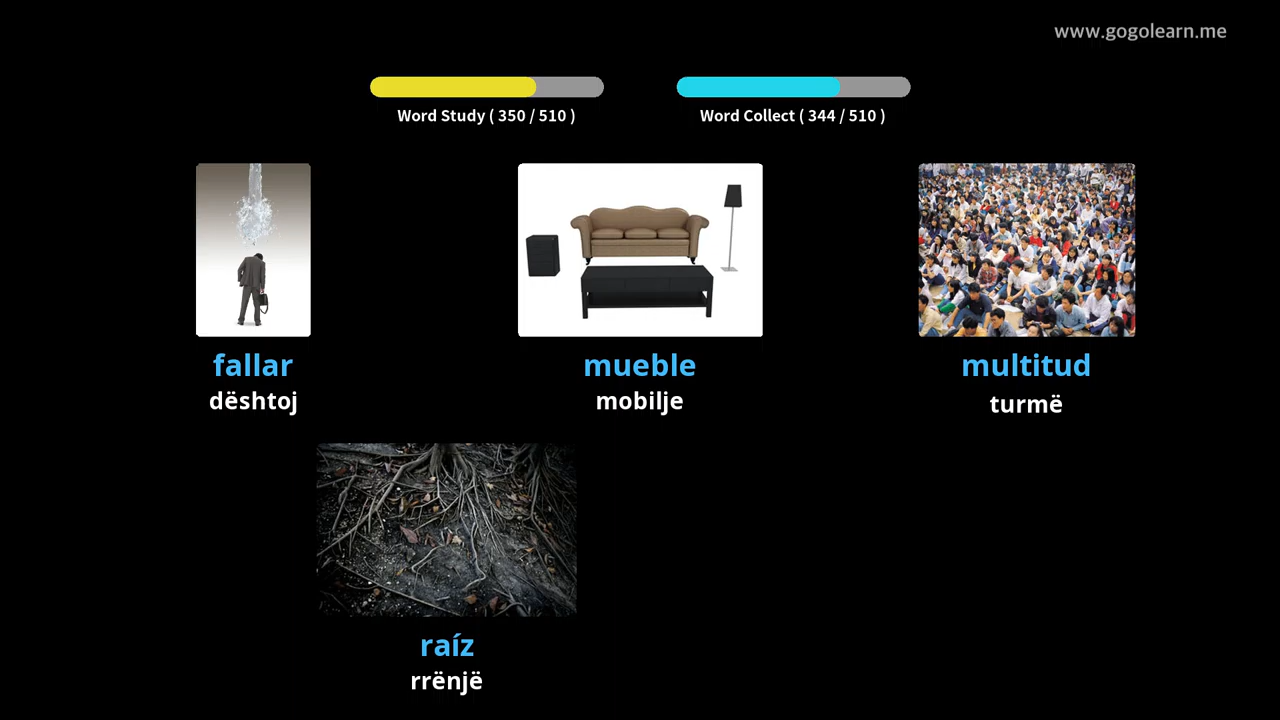 www.gogolearn.me
Word Study ( 350 / 510 )
Word Collect ( 344 / 510 )
fallar
dështoj
mueble
mobilje
multitud
turmë
raíz
rrënjë